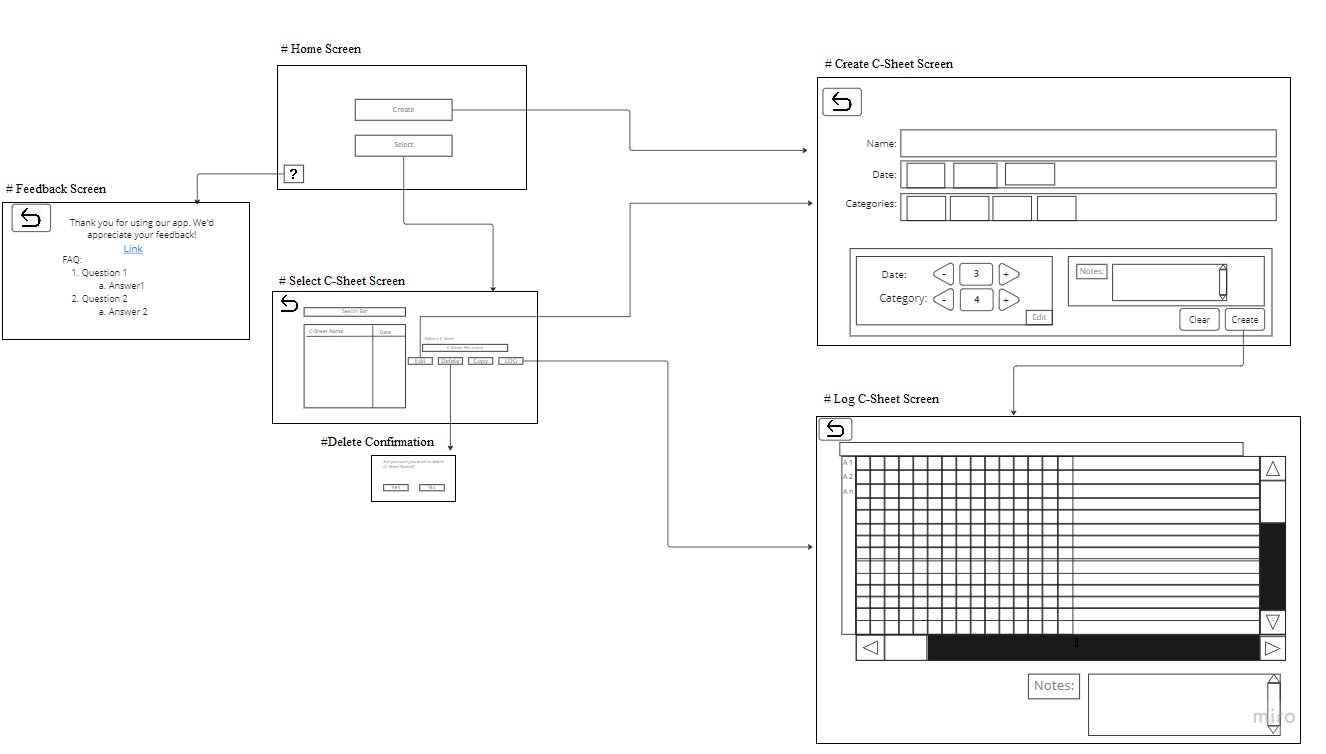 # Home Screen
Create
Select
?
# Feedback Screen
Thank you for using our app. We'd
appreciate your feedback!
Link
FAQ:
1. Question 1
a. Answer1
2. Question 2
a. Answer 2
# Select C-Sheet Screen
Search Bar
C-Sheet Name
Date
Select a C-Sheet
C-Sheet File name
Edit
Delete
Copy
LOG
#Delete Confirmation
Are you sure you want to delete
(C-Sheet Name)?
Yes
No
# Create C-Sheet Screen
Name:
Date:
Categories:
Date:
-
3
+
Category:
-
4
+
Edit
Notes:
Clear
Create
# Log C-Sheet Screen
A 1
A 2
A n
Notes:
miro